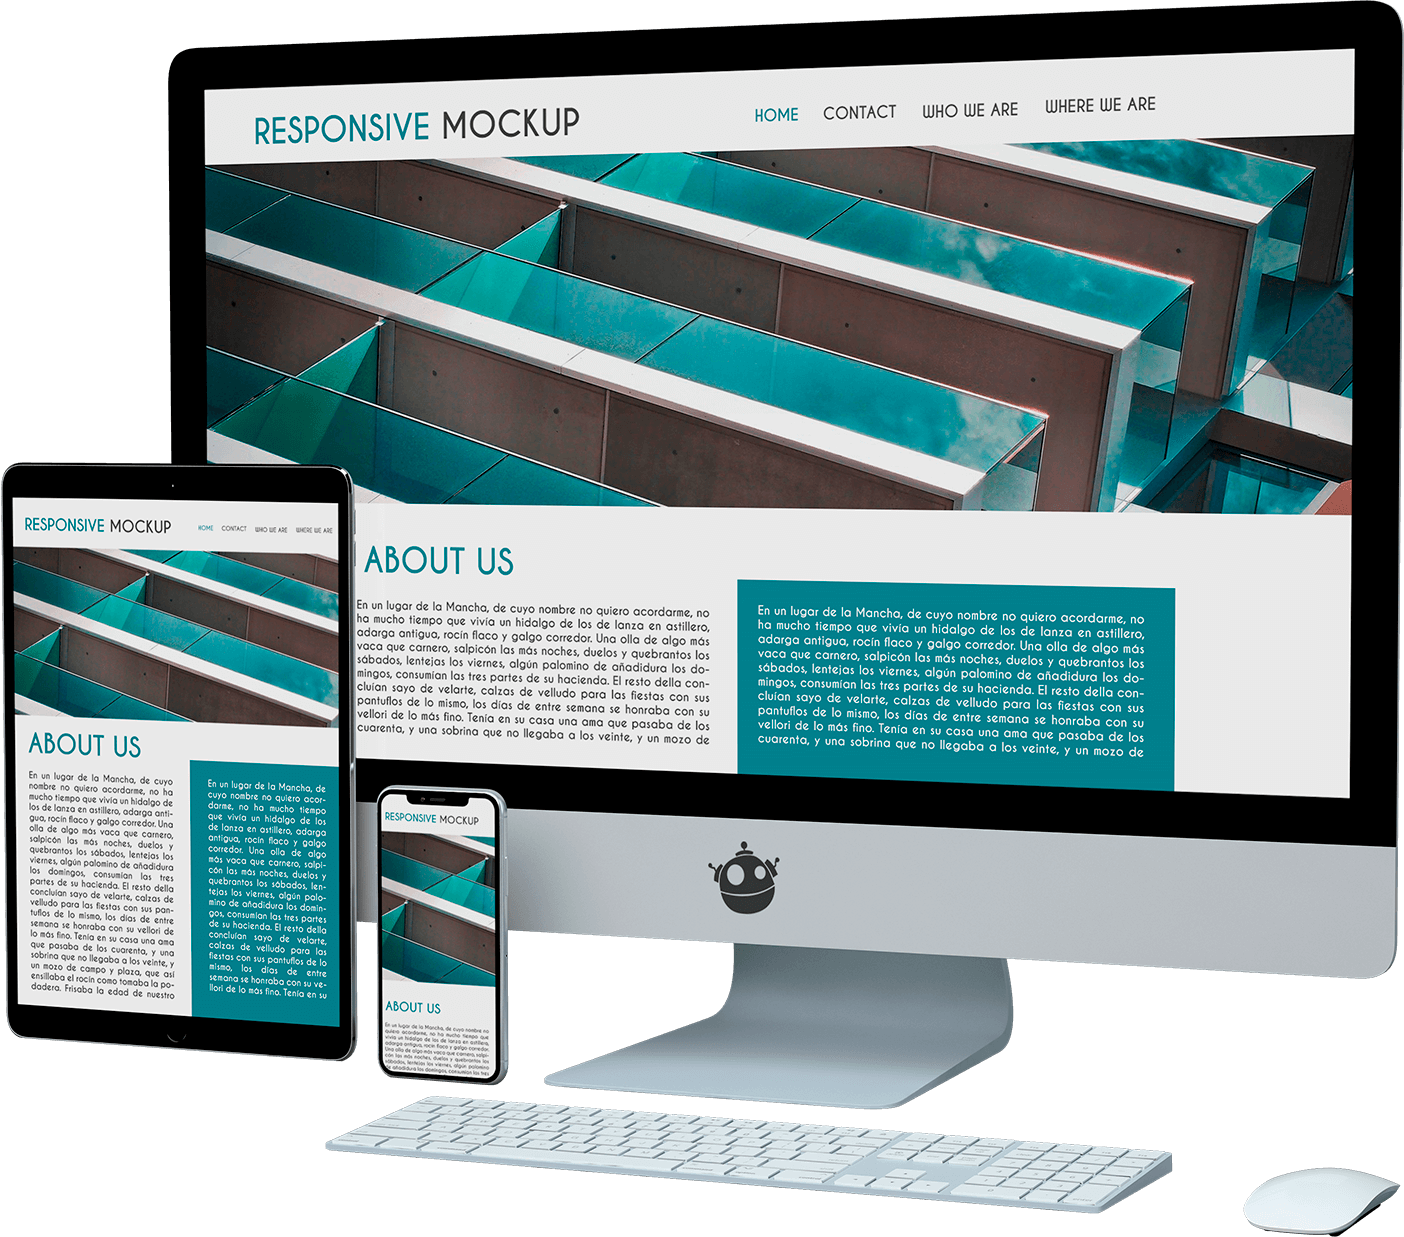 RESPONSIVE MOCKUP
HOME CONTACT WHO WE ARE WHERE WE ARE
ABOUT US
En un lugar de la Mancha, de cuyo nombre no quiero acordarme, no
ha mucho tiempo que vivía un hidalgo de los de lanza en astillero,
adarga antigua, rocín flaco y galgo corredor. Una olla de algo más
vaca que carnero, salpicón las más noches, duelos y quebrantos los
sábados, lentejas los viernes, algún palomino de añadidura los do-
mingos, consumían las tres partes de su hacienda. El resto della con-
cluían sayo de velarte, calzas de velludo para las fiestas con sus
pantuflos de lo mismo, los días de entre semana se honraba con su
vellori de lo más fino. Tenía en su casa una ama que pasaba de los
cuarenta, y una sobrina que no llegaba a los veinte, y un mozo de
En un lugar de la Mancha, de cuyo nombre no quiero acordarme, no
ha mucho tiempo que vivía un hidalgo de los de lanza en astillero,
adarga antigua, rocín flaco y galgo corredor. Una olla de algo más
vaca que carnero, salpicón las más noches, duelos y quebrantos los
sábados, lentejas los viernes, algún palomino de añadidura los do-
mingos, consumían las tres partes de su hacienda. El resto della con-
cluían sayo de velarte, calzas de velludo para las fiestas con sus
pantuflos de lo mismo, los días de entre semana se honraba con su
vellori de lo más fino. Tenía en su casa una ama que pasaba de los
cuarenta, y una sobrina que no llegaba a los veinte, y un mozo de
RESPONSIVE MOCKUP
HOME CONTACT WHO WE ARE WHERE WE ARE
ABOUT US
En un lugar de la Mancha, de cuyo
nombre no quiero acordarme, no ha
mucho tiempo que vivía un hidalgo de
los de lanza en astillero, adarga anti-
gua, rocín flaco y galgo corredor. Una
olla de algo más vaca que carnero,
salpicón las más noches, duelos y
quebrantos los sábados, lentejas los
viernes, algún palomino de añadidura
los domingos, consumían las tres
partes de su hacienda. El resto della
concluían sayo de velarte, calzas de
velludo para las fiestas con sus pan-
tuflos de lo mismo, los días de entre
semana se honraba con su vellori de
lo más fino. Tenía en su casa una ama
que pasaba de los cuarenta, y una
sobrina que no llegaba a los veinte, y
un mozo de campo y plaza, que así
ensillaba el rocín como tomaba la po-
dadera. Frisaba la edad de nuestro
En un lugar de la Mancha, de
cuyo nombre no quiero acor-
darme, no ha mucho tiempo
que vivía un hidalgo de los
de lanza en astillero, adarga
antigua, rocín flaco y galgo
corredor. Una olla de algo
más vaca que carnero, salpi-
cón las más noches, duelos y
quebrantos los sábados, len-
tejas los viernes, algún palo-
mino de añadidura los domin-
gos, consumían las tres partes
de su hacienda. El resto della
concluían sayo de velarte,
calzas de velludo para las
fiestas con sus pantuflos de lo
mismo, los días de entre
semana se honraba con su ve-
llori de lo más fino. Tenía en su
RESPONSIVE MOCKUP
ABOUT US
En un lugar de la Mancha, de cuyo nombre no
quiero acordarme, no ha mucho tiempo que
vivía un hidalgo de los de lanza en astillero,
adarga antigua, rocín flaco y galgo corredor.
Una olla de algo más vaca que carnero, salpi-
cón las más noches, duelos y quebrantos los
sábados, lentejas los viernes, algún palomino
de añadidura los domingos, consumían las tres